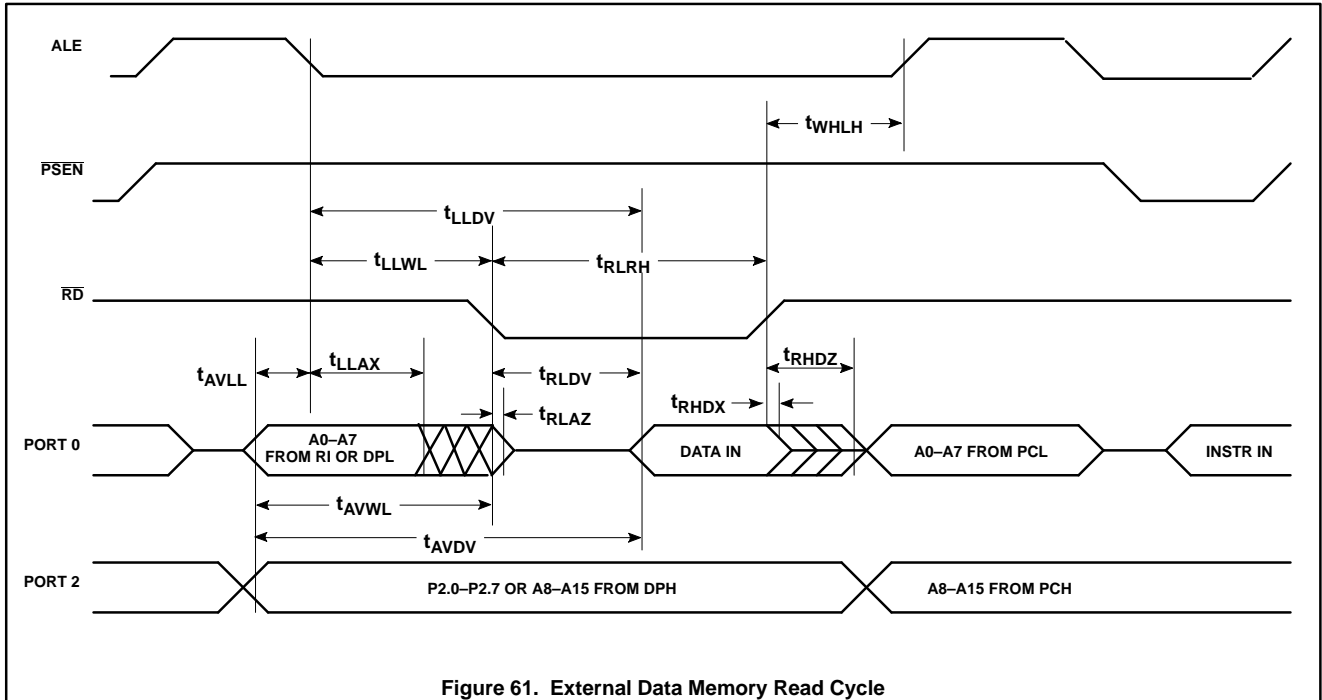 ALE
tWHLH
PSEN
tLLDV
tLLWL
tRLRH
RD
tAVLL
tLLAX
tRLDV
tRHDZ
tRLAZ
tRHDX
PORT 0
A0–A7
FROM RI OR DPL
DATA IN
A0–A7 FROM PCL
INSTR IN
tAVWL
tAVDV
PORT 2
P2.0–P2.7 OR A8–A15 FROM DPH
A8–A15 FROM PCH
Figure 61. External Data Memory Read Cycle